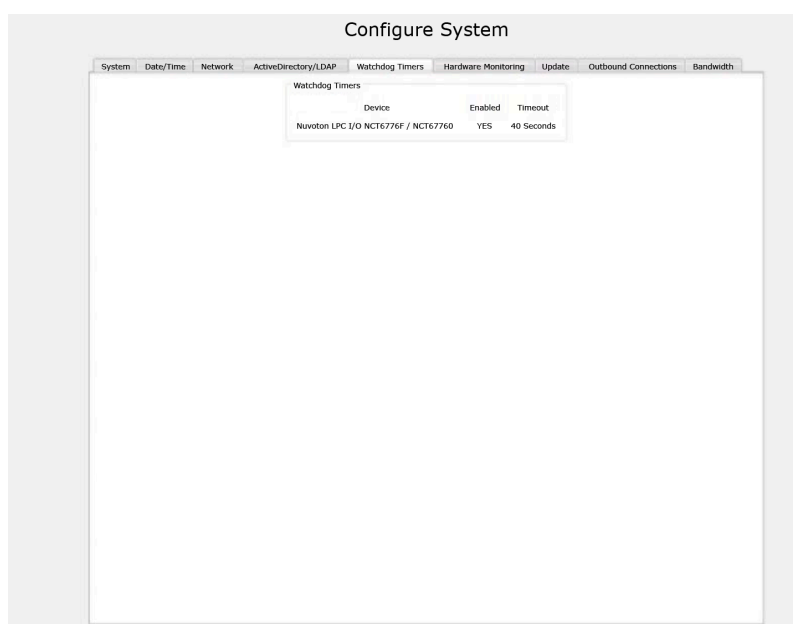 Configure System
System Date/Time Network ActiveDirectory/LDAP Watchdog Timers Hardware Monitoring Update Outbound Connections Bandwidth
Watchdog Timers
Device Enabled Timeout
Nuvoton LPC I/O NCT6776F / NCT67760 YES 40 Seconds